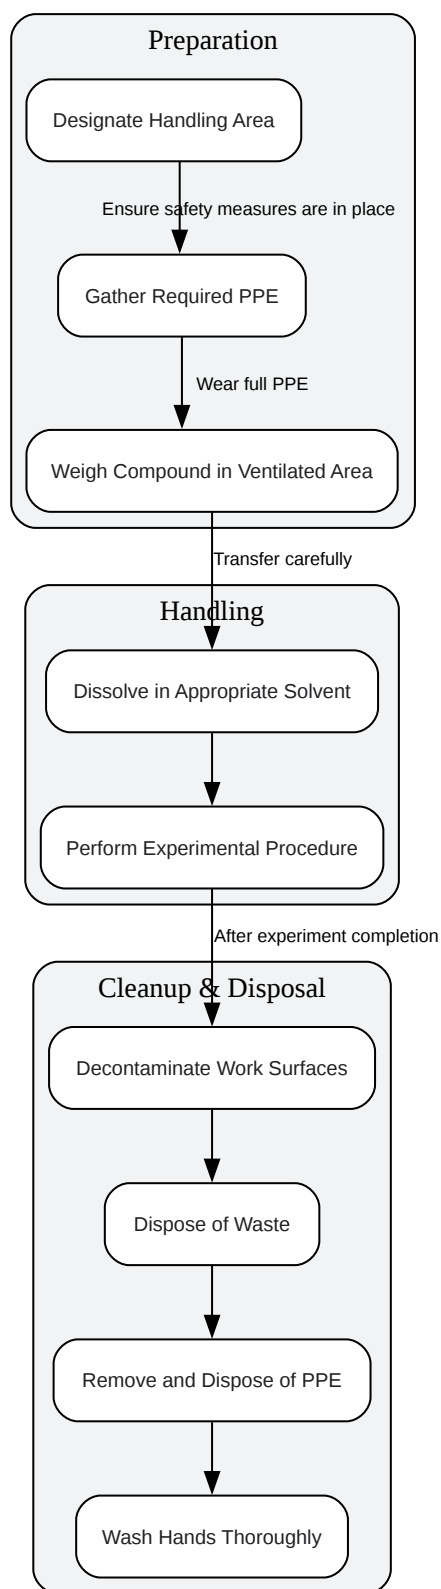 Preparation
Designate Handling Area
Ensure safety measures are in place
Gather Required PPE
Wear full PPE
Weigh Compound in Ventilated Area
Transfer carefully
Handling
Dissolve in Appropriate Solvent
Perform Experimental Procedure
After experiment completion
Cleanup & Disposal
Decontaminate Work Surfaces
Dispose of Waste
Remove and Dispose of PPE
Wash Hands Thoroughly